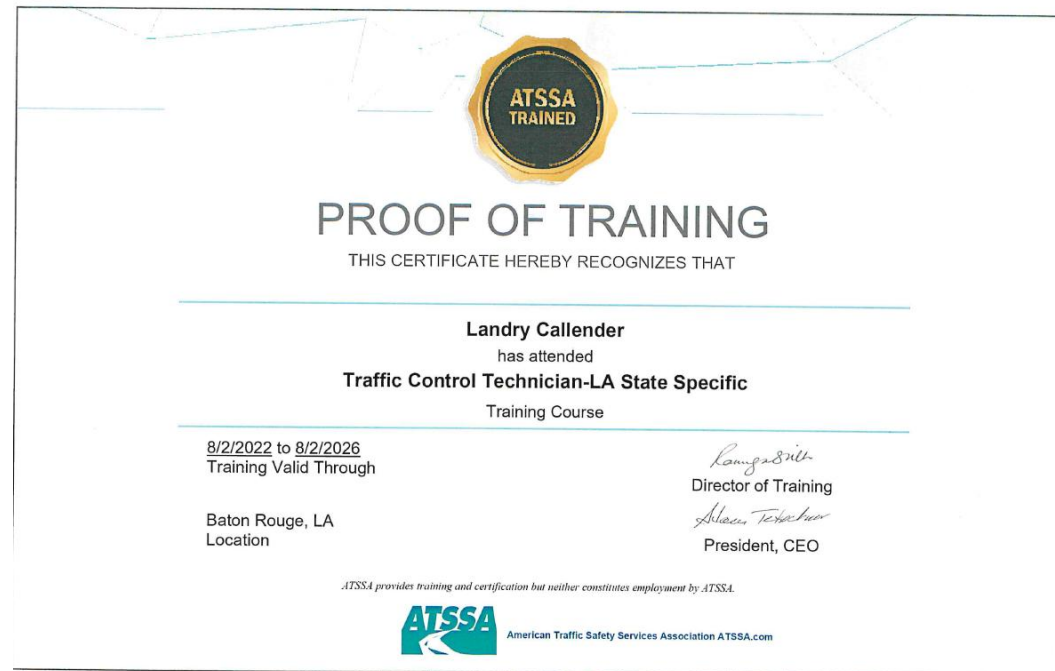 ATSSA
TRAINED
PROOF OF TRAINING
THIS CERTIFICATE HEREBY RECOGNIZES THAT
Landry Callender
has attended
Traffic Control Technician-LA State Specific
Training Course
8/2/2022 to 8/2/2026
Training Valid Through
Director of Training
Baton Rouge, LA
Location
President, CEO
ATSSA provides training and certification but neither constitutes employment by ATSSA.
ATSSA
American Traffic Safety Services Association ATSSA.com